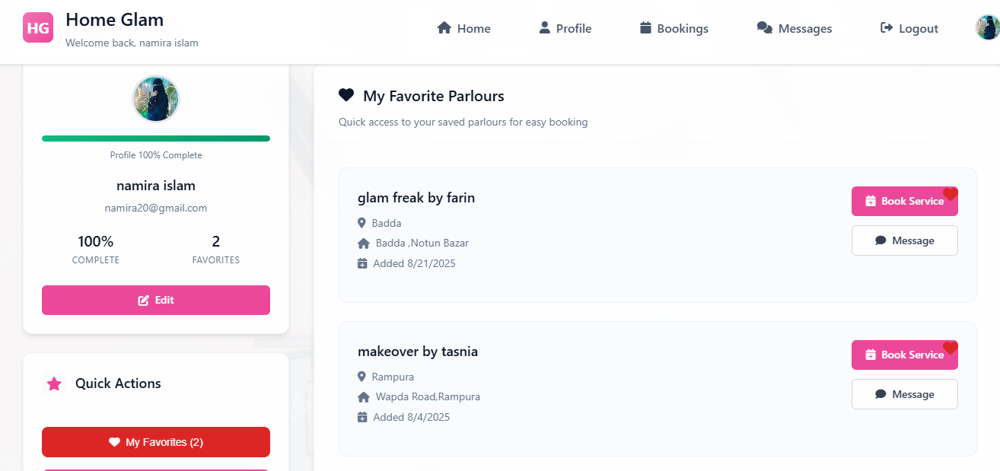 HG
Home Glam
Welcome back, namira islam
Home
Profile
Bookings
Messages
Logout
Profile 100% Complete
namira islam
namira20@gmail.com
100%
COMPLETE
2
FAVORITES
Edit
Quick Actions
My Favorites (2)
My Favorite Parlours
Quick access to your saved parlours for easy booking
glam freak by farin
Badda
Badda ,Notun Bazar
Added 8/21/2025
Book Service
Message
makeover by tasnia
Rampura
Wapda Road,Rampura
Added 8/4/2025
Book Service
Message